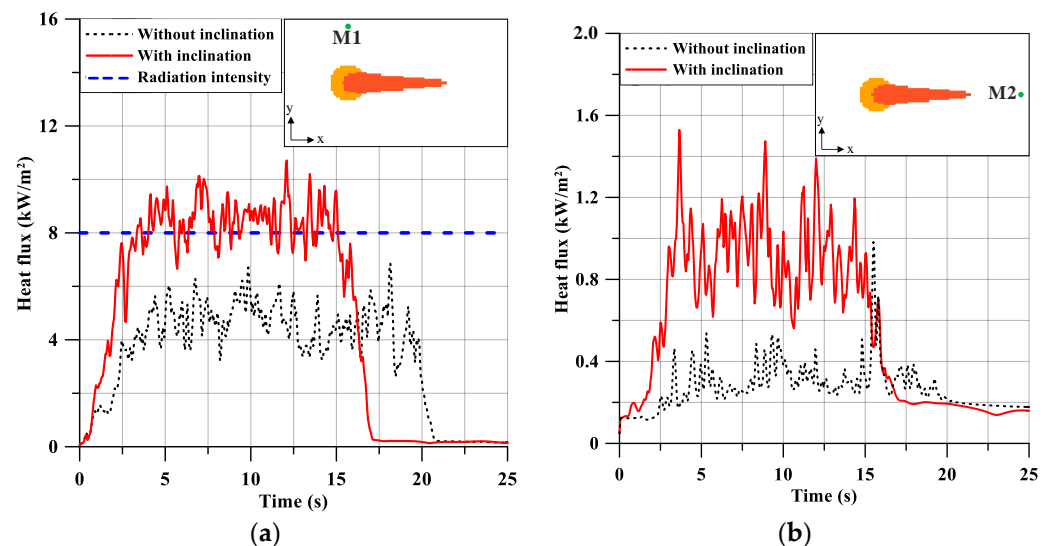 16
12
8
4
0
Heat flux (kW/m²)
Without inclination
With inclination
Radiation intensity
M1
y
x
0 5 10 15 20 25
Time (s)
(a)
2.0
1.6
1.2
0.8
0.4
0
Heat flux (kW/m²)
Without inclination
With inclination
M2
y
x
0 5 10 15 20 25
Time (s)
(b)